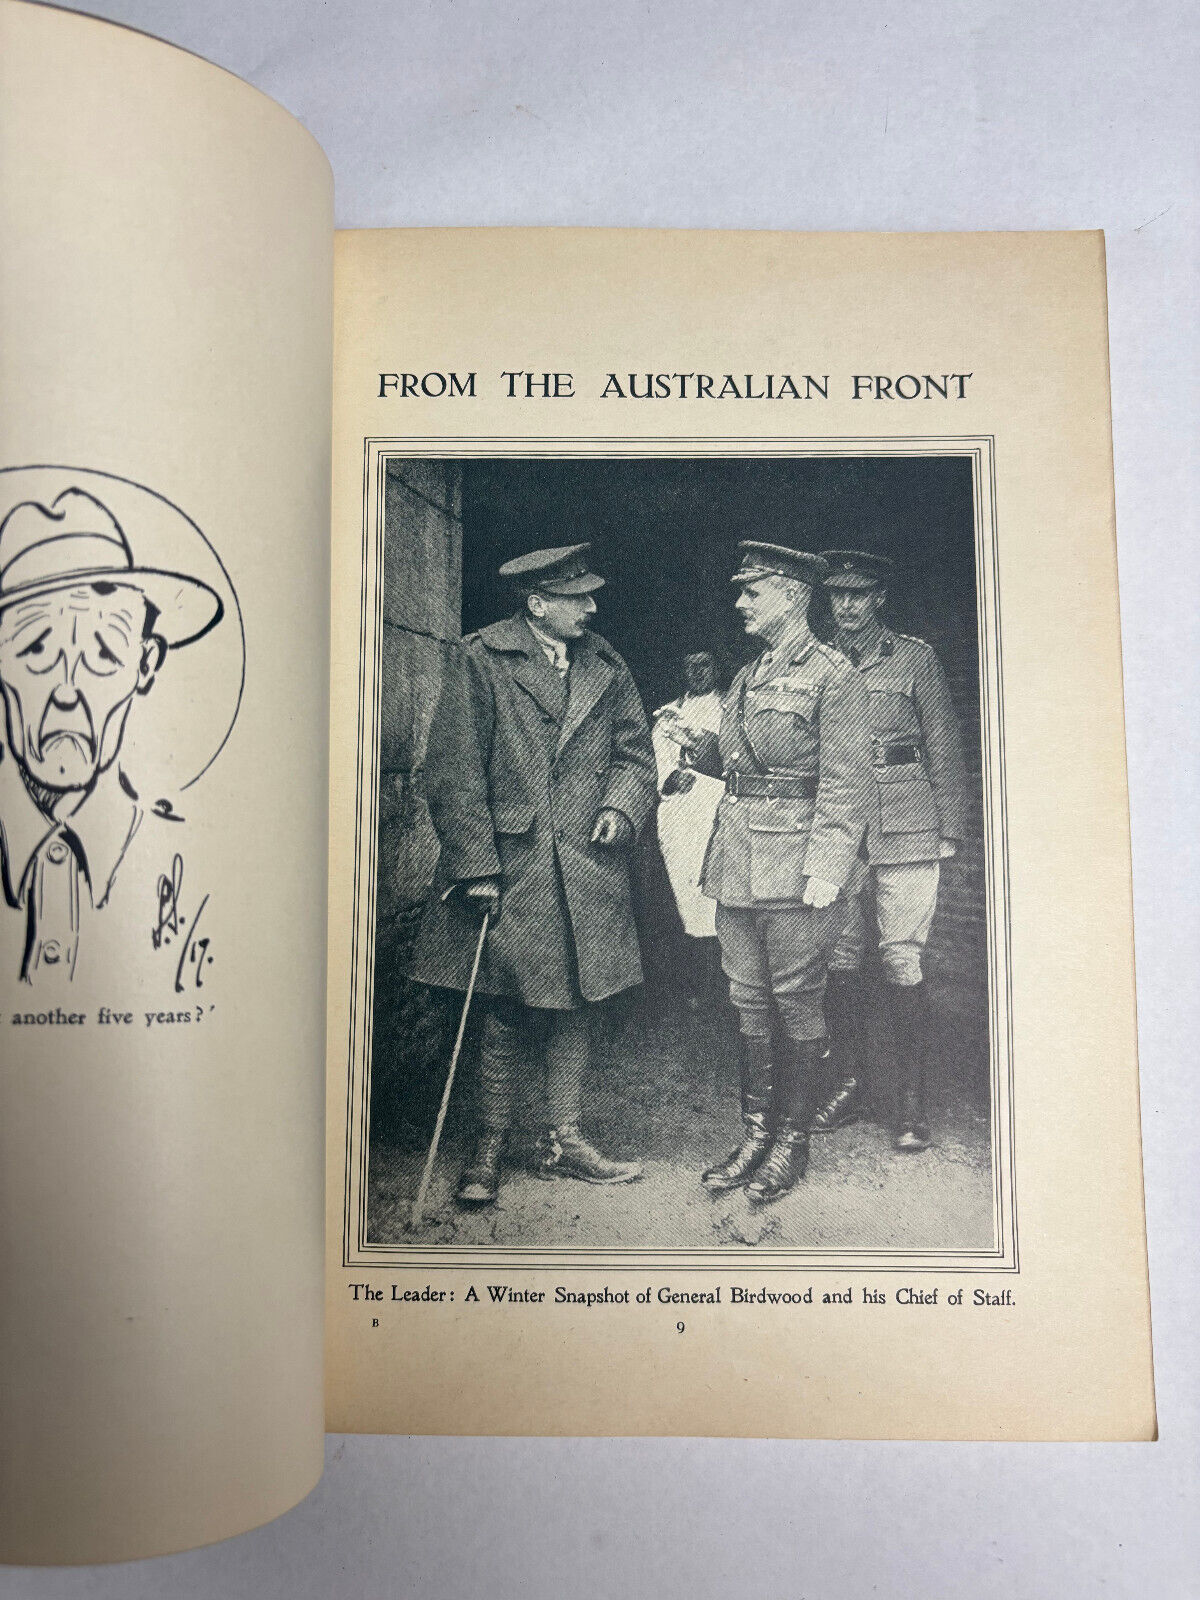 another five years?'
/17.
FROM THE AUSTRALIAN FRONT
The Leader: A Winter Snapshot of General Birdwood and his Chief of Staff.
B
9